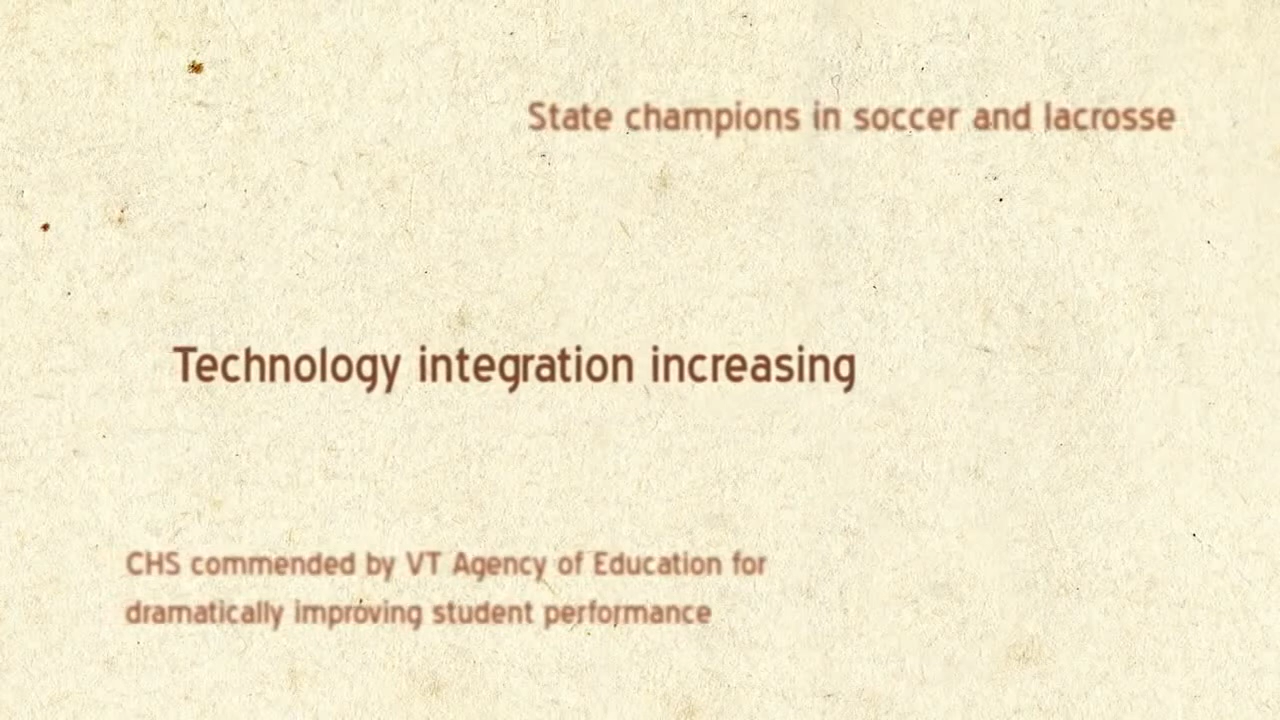 State champions in soccer and lacrosse
Technology integration increasing
CHS commended by VT Agency of Education for
dramatically improving student performance